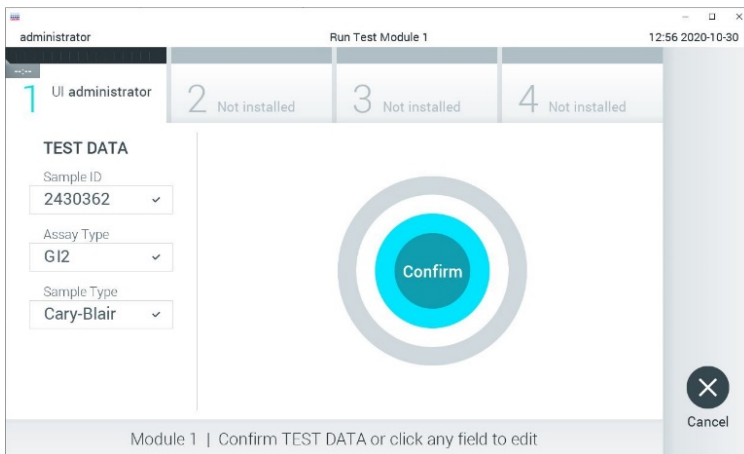 administrator Run Test Module 1 12:56 2020-10-30
--:--
1 UI administrator
2 Not installed
3 Not installed
4 Not installed
TEST DATA
Sample ID
2430362
Assay Type
GI2
Sample Type
Cary-Blair
Confirm
Cancel
Module 1 | Confirm TEST DATA or click any field to edit